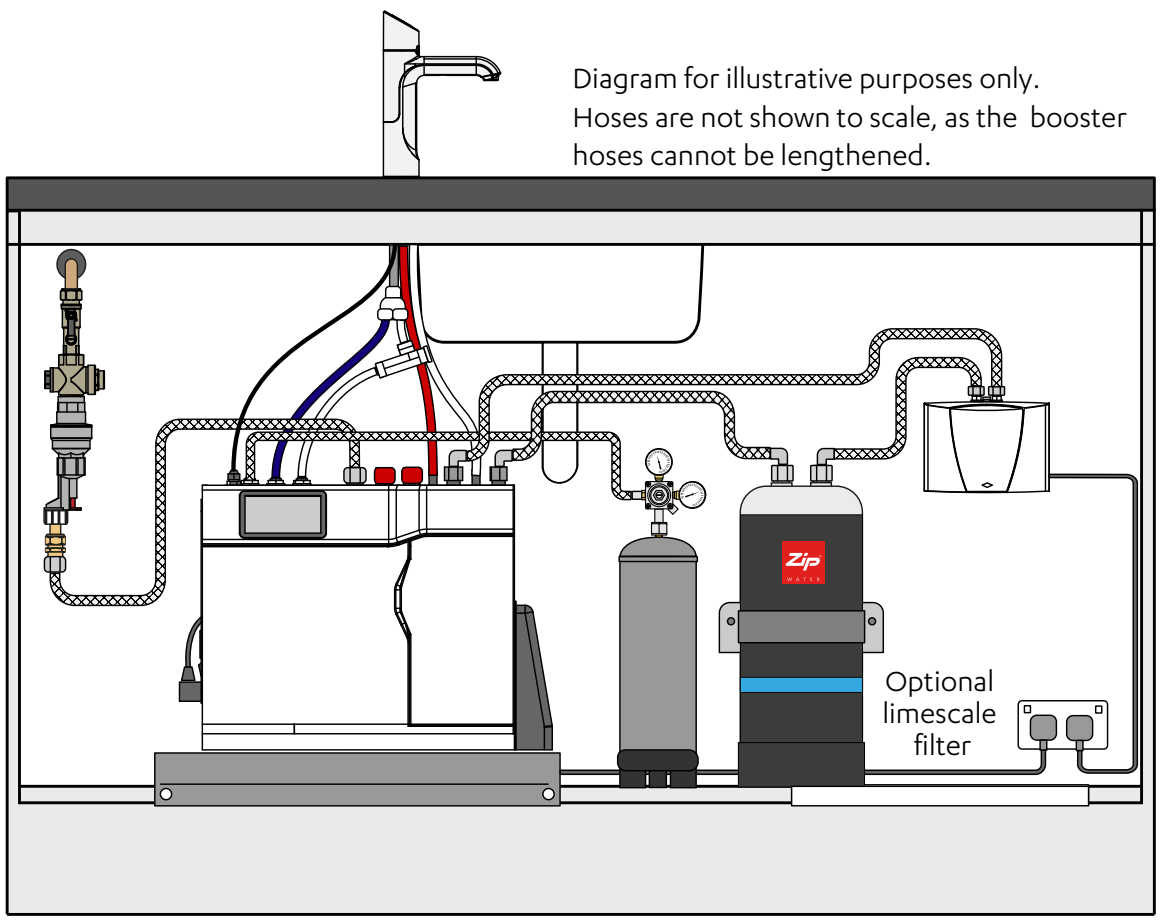 Diagram for illustrative purposes only.
Hoses are not shown to scale, as the booster
hoses cannot be lengthened.
Zip
WATER
Optional
limescale
filter